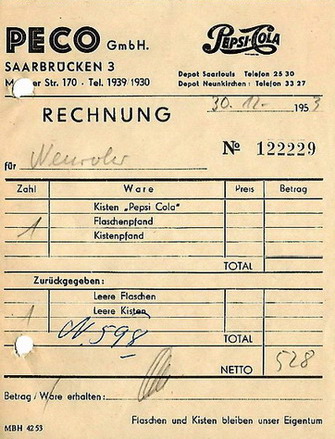 PECO GmbH.
PEPSI-COLA
SAARBRÜCKEN 3
Str. 170 · Tel. 1939/1930
Depot Saarlouis Telefon 25 30
Depot Neunkirchen : Telefon 33 27
RECHNUNG
30. 12. 1953
für Neurohr
№ 122229
Zahl Ware Preis Betrag
Kisten „Pepsi Cola"
1 Flaschenpfand
Kistenpfand
TOTAL
Zurückgegeben:
Leere Flaschen
1 Leere Kisten
N. 598
TOTAL
NETTO 528
Betrag / Ware erhalten:
Flaschen und Kisten bleiben unser Eigentum
MBH 4253